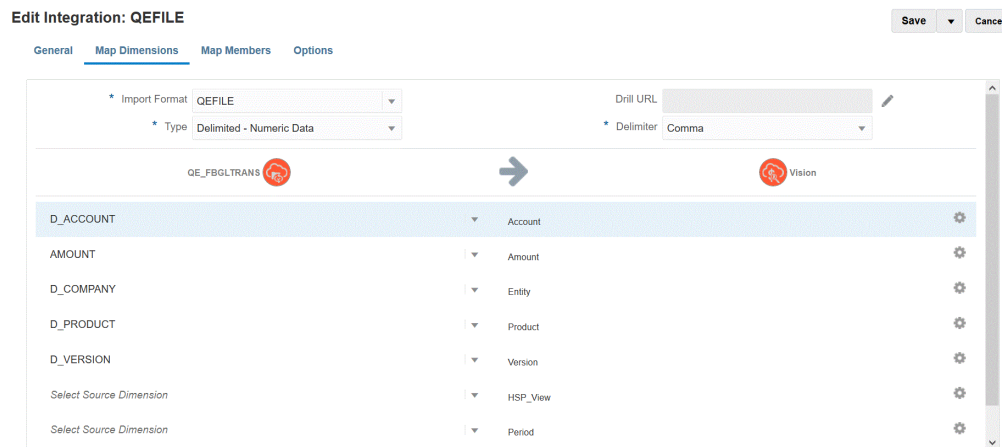 Edit Integration: QEFILE
Save
Cance
General Map Dimensions Map Members Options
* Import Format QEFILE
Drill URL
* Type Delimited - Numeric Data
* Delimiter Comma
QE_FBGLTRANS
Vision
D_ACCOUNT Account
AMOUNT Amount
D_COMPANY Entity
D_PRODUCT Product
D_VERSION Version
Select Source Dimension HSP_View
Select Source Dimension Period